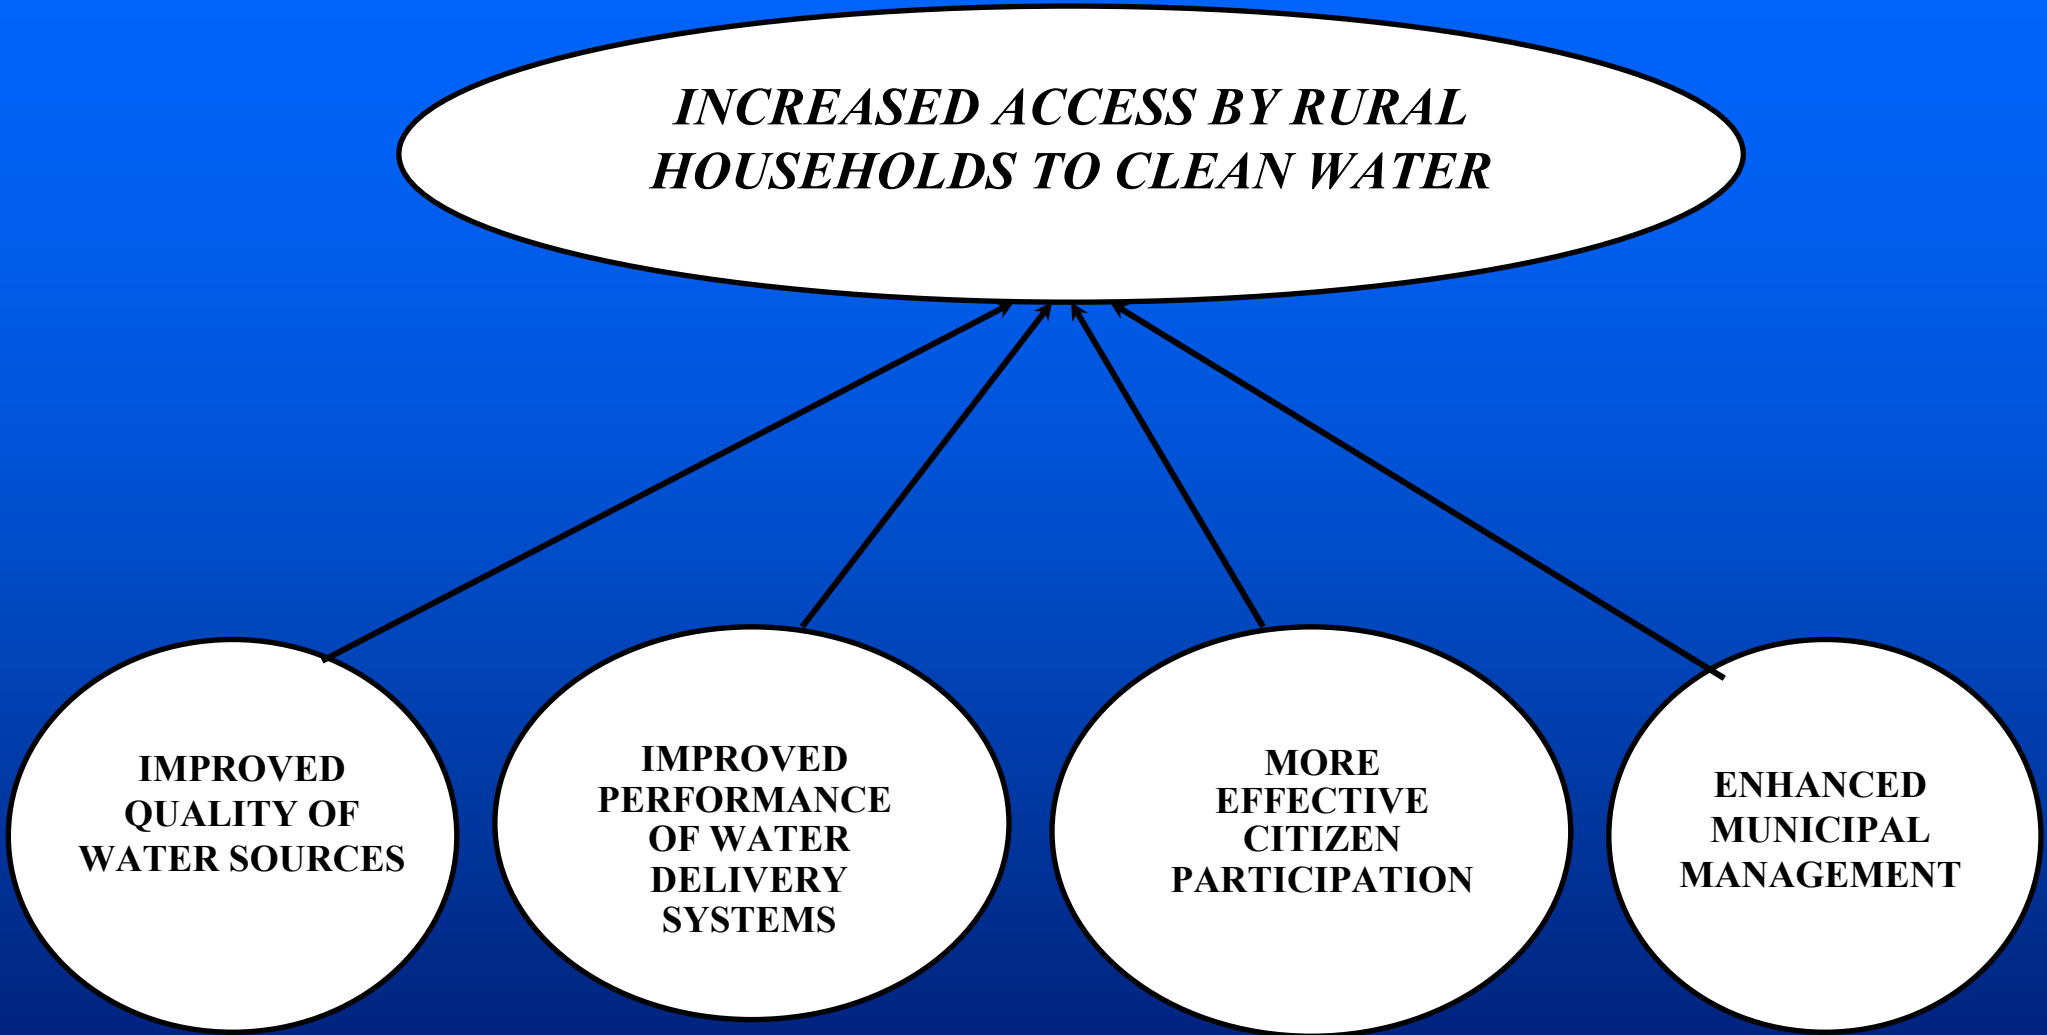 INCREASED ACCESS BY RURAL
HOUSEHOLDS TO CLEAN WATER
IMPROVED
QUALITY OF
WATER SOURCES
IMPROVED
PERFORMANCE
OF WATER
DELIVERY
SYSTEMS
MORE
EFFECTIVE
CITIZEN
PARTICIPATION
ENHANCED
MUNICIPAL
MANAGEMENT